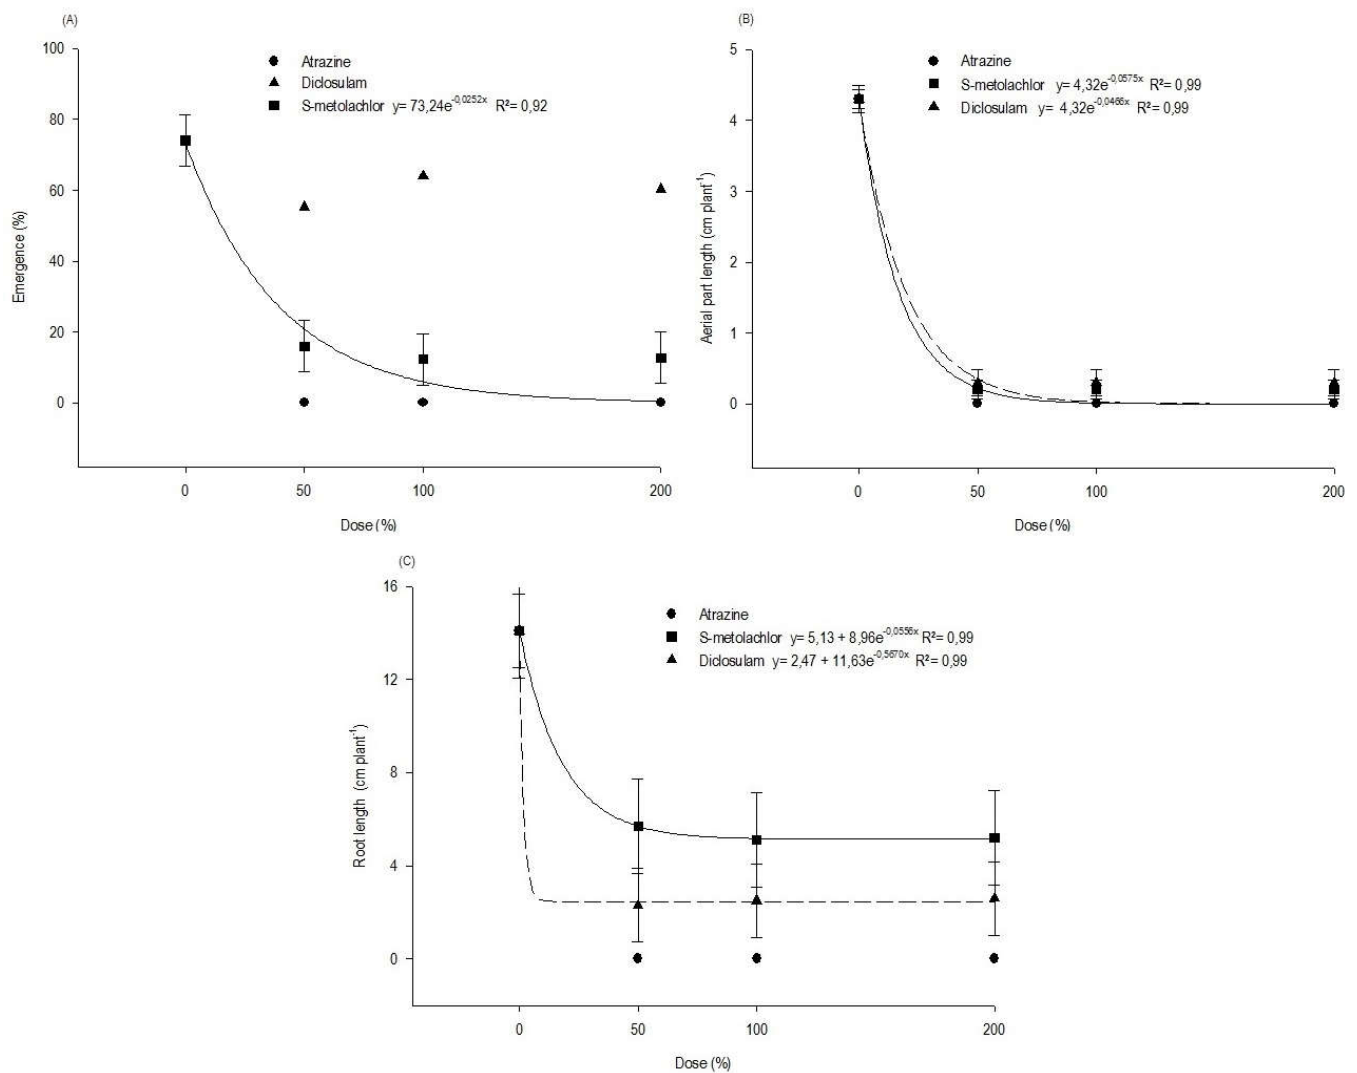 (A)
100
80
60
40
20
0
Emergence (%)
Atrazine
Diclosulam
S-metolachlor y= 73,24e^-0,0252x R²= 0,92
0 50 100 200
Dose (%)
(B)
5
4
3
2
1
0
Aerial part length (cm plant⁻¹)
Atrazine
S-metolachlor y= 4,32e^-0,0575x R²= 0,99
Diclosulam y= 4,32e^-0,0466x R²= 0,99
0 50 100 200
Dose (%)
(C)
16
12
8
4
0
Root length (cm plant⁻¹)
Atrazine
S-metolachlor y= 5,13 + 8,96e^-0,0556x R²= 0,99
Diclosulam y= 2,47 + 11,63e^-0,5670x R²= 0,99
0 50 100 200
Dose (%)